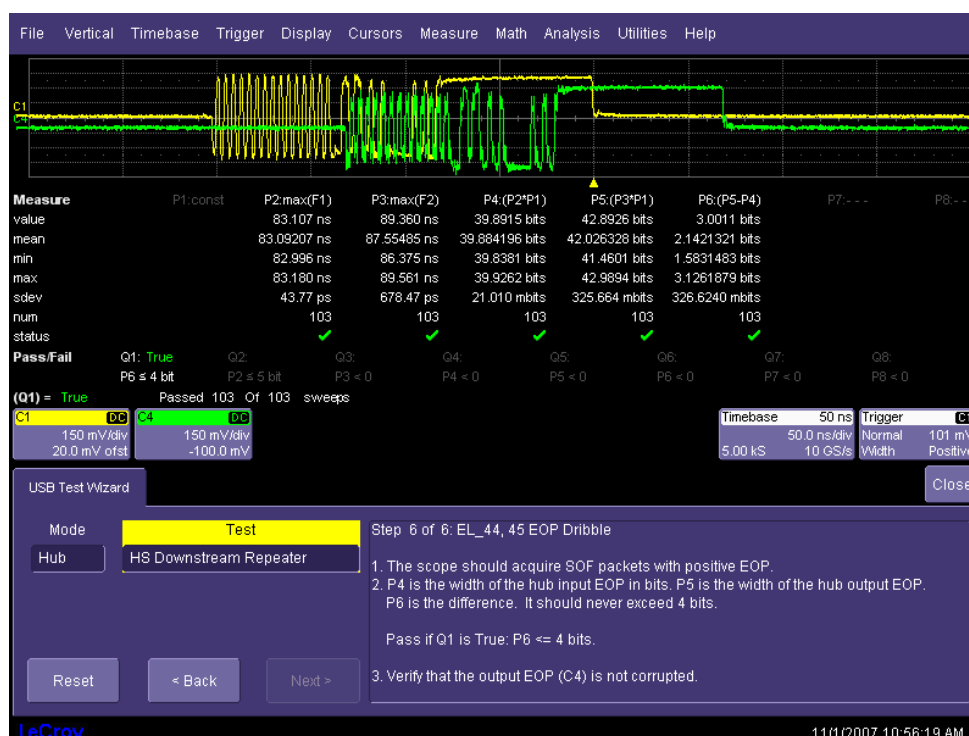 File Vertical Timebase Trigger Display Cursors Measure Math Analysis Utilities Help
C1
Measure P1:const P2:max(F1) P3:max(F2) P4:(P2*P1) P5:(P3*P1) P6:(P5-P4) P7:- - - P8:- -
value 83.107 ns 89.360 ns 39.8915 bits 42.8926 bits 3.0011 bits
mean 83.09207 ns 87.55485 ns 39.884196 bits 42.026328 bits 2.1421321 bits
min 82.996 ns 86.375 ns 39.8381 bits 41.4601 bits 1.5831483 bits
max 83.180 ns 89.561 ns 39.9262 bits 42.9894 bits 3.1261879 bits
sdev 43.77 ps 678.47 ps 21.010 mbits 325.664 mbits 326.6240 mbits
num 103 103 103 103 103
status
Pass/Fail Q1: True Q2: Q3: Q4: Q5: Q6: Q7: Q8:
P6 ≤ 4 bit P2 ≤ 5 bit P3 < 0 P4 < 0 P5 < 0 P6 < 0 P7 < 0 P8 < 0
(Q1) = True Passed 103 Of 103 sweeps
C1 DC C4 DC Timebase 50 ns Trigger C1
150 mV/div 150 mV/div 50.0 ns/div Normal 101 mV
20.0 mV ofst -100.0 mV 5.00 kS 10 GS/s Width Positive
USB Test Wizard Close
Mode Test
Hub HS Downstream Repeater
Step 6 of 6: EL_44, 45 EOP Dribble
1. The scope should acquire SOF packets with positive EOP.
2. P4 is the width of the hub input EOP in bits. P5 is the width of the hub output EOP.
P6 is the difference. It should never exceed 4 bits.
Pass if Q1 is True: P6 <= 4 bits.
3. Verify that the output EOP (C4) is not corrupted.
Reset < Back Next >
LeCroy 11/1/2007 10:56:19 AM